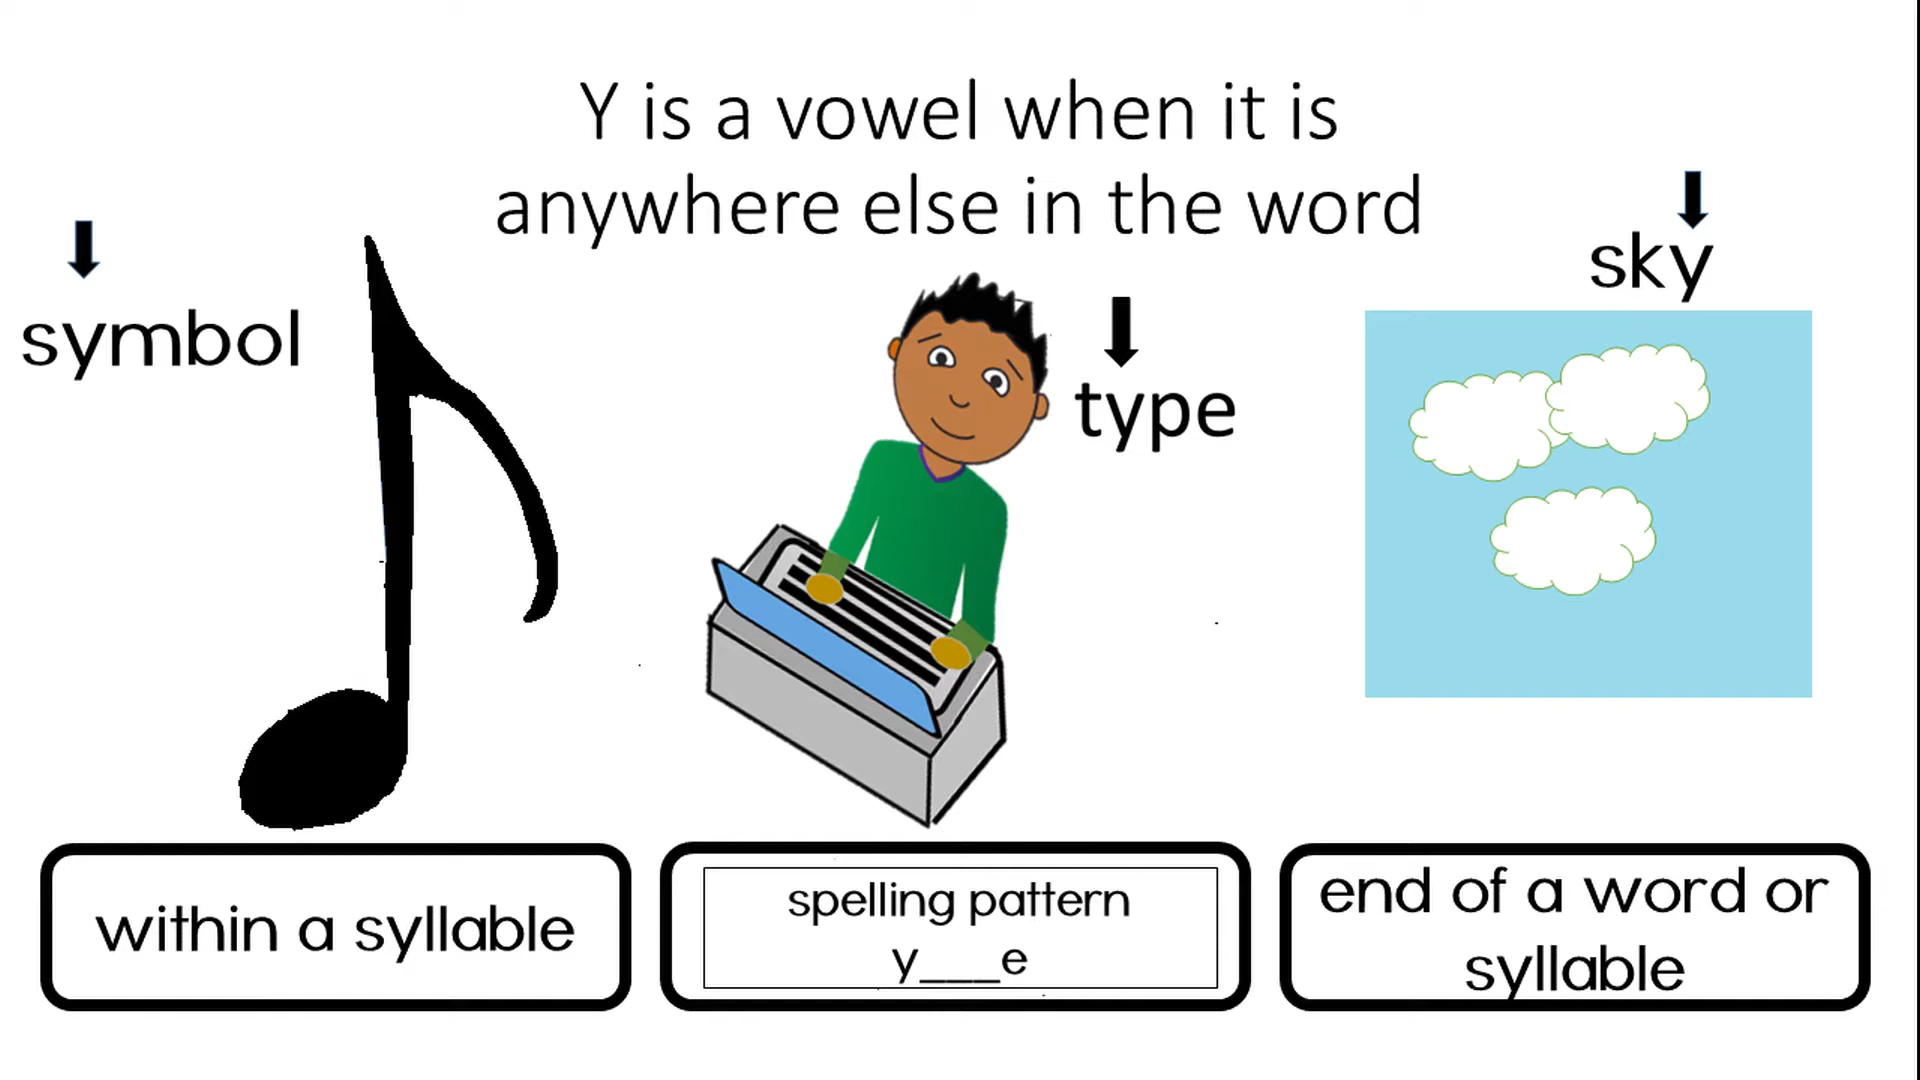 Y is a vowel when it is
anywhere else in the word
symbol
type
sky
within a syllable
spelling pattern
y___e
end of a word or
syllable